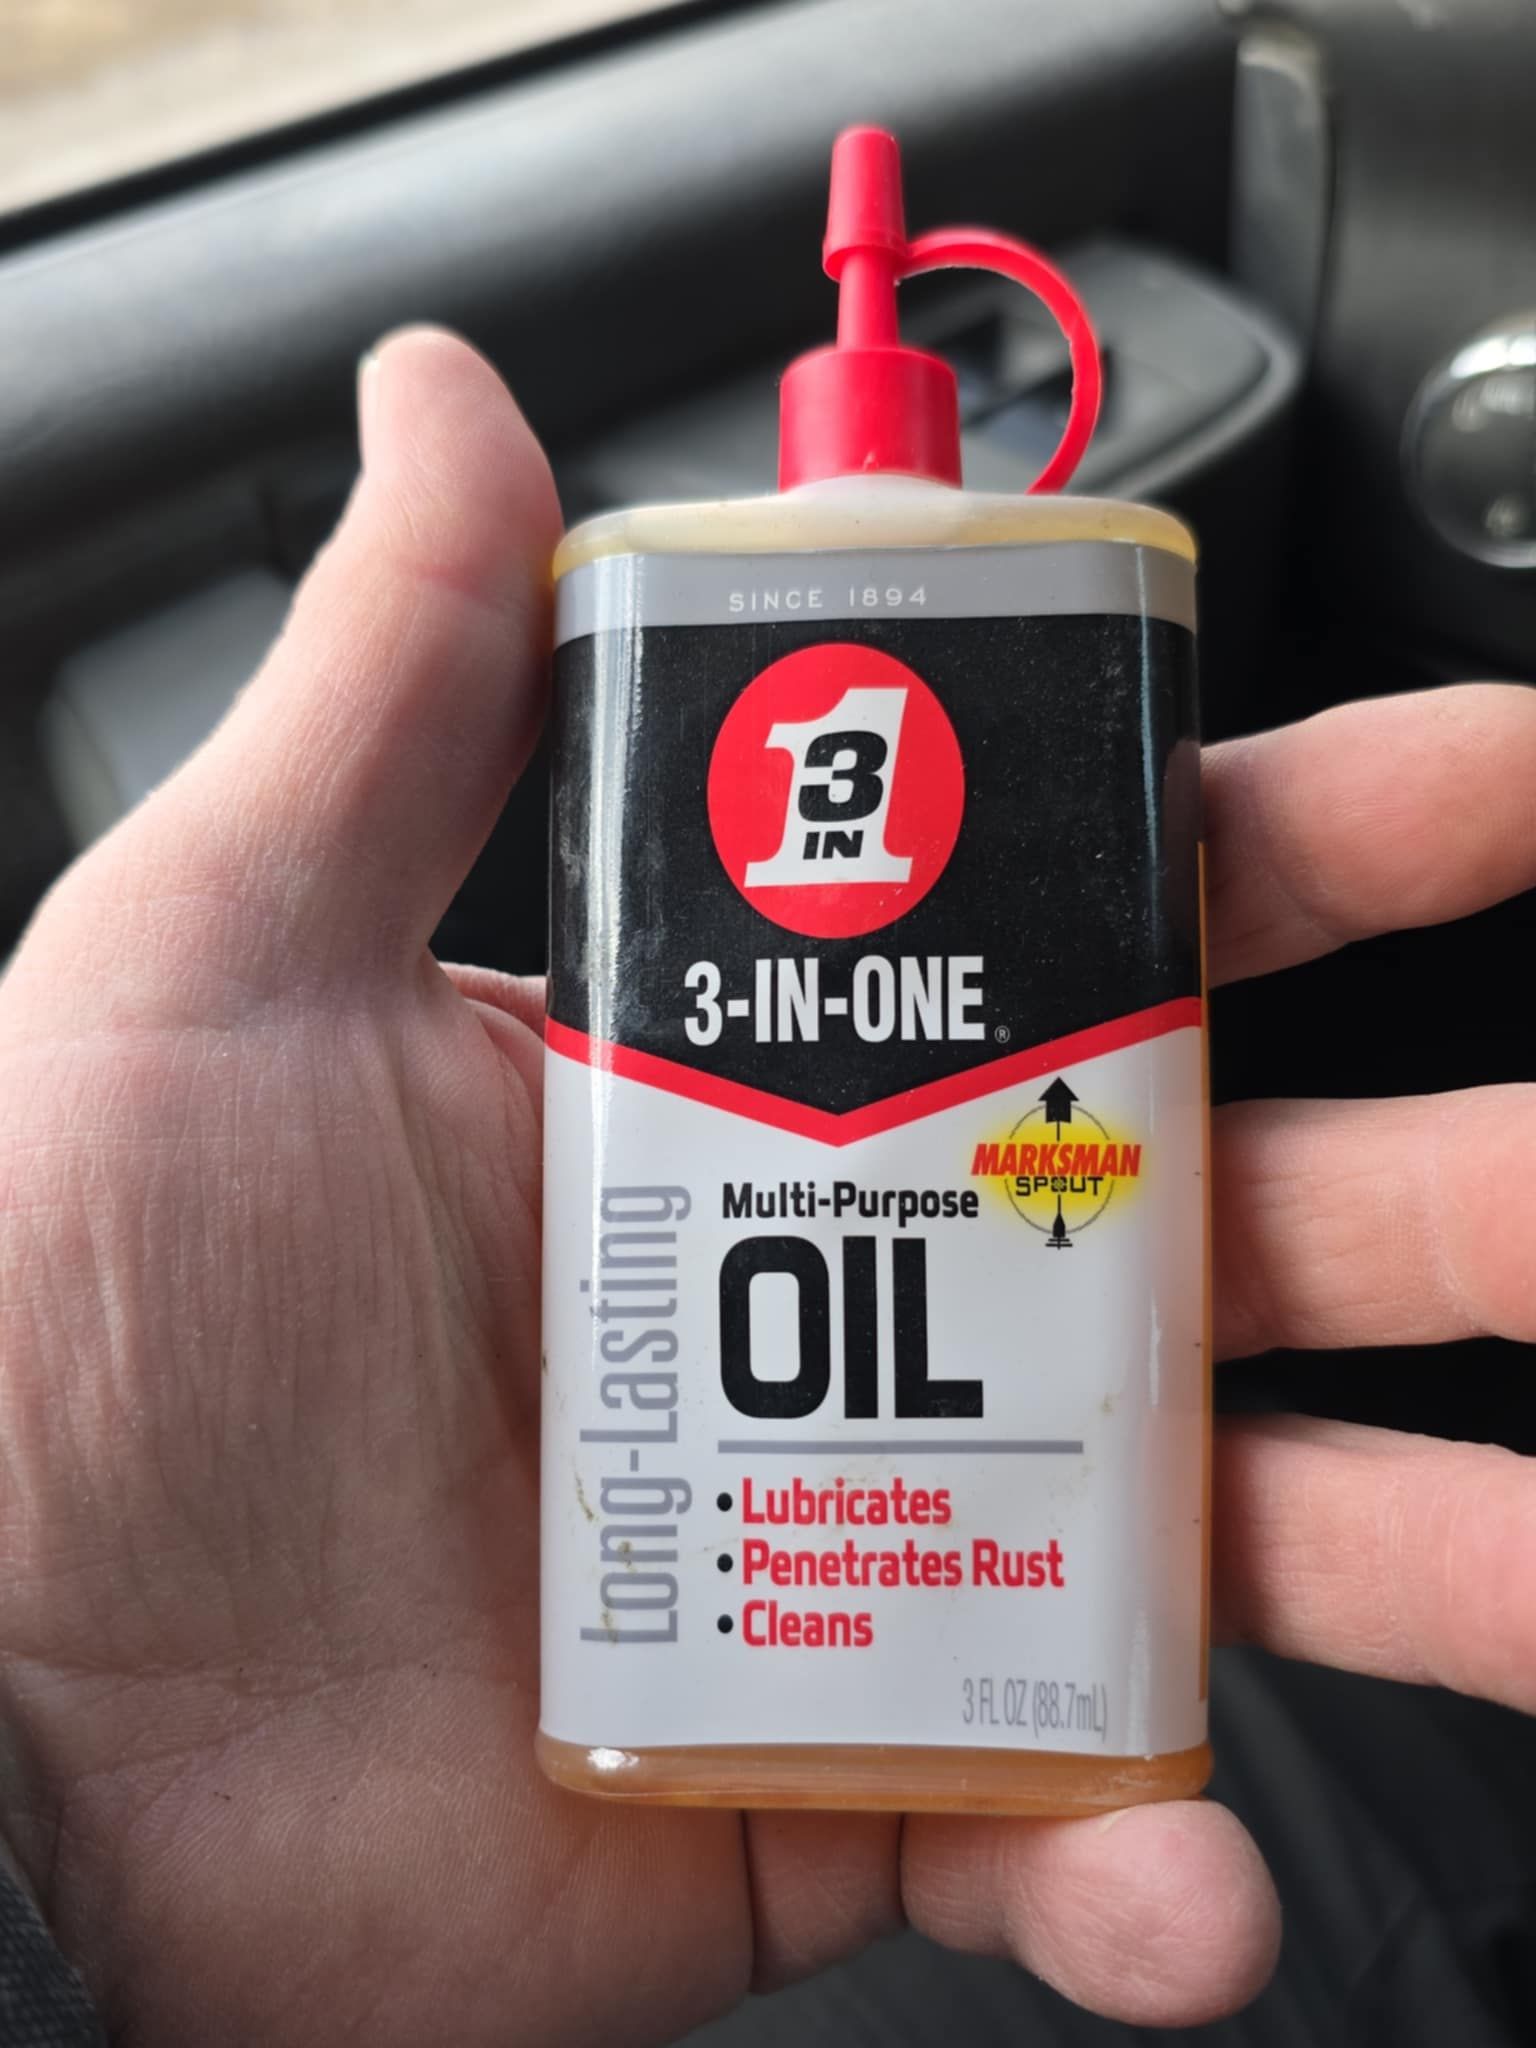 SINCE 1894
3
IN
1
3-IN-ONE®
MARKSMAN
SPOUT
Multi-Purpose
OIL
Long-Lasting
• Lubricates
• Penetrates Rust
• Cleans
3 FL OZ (88.7mL)